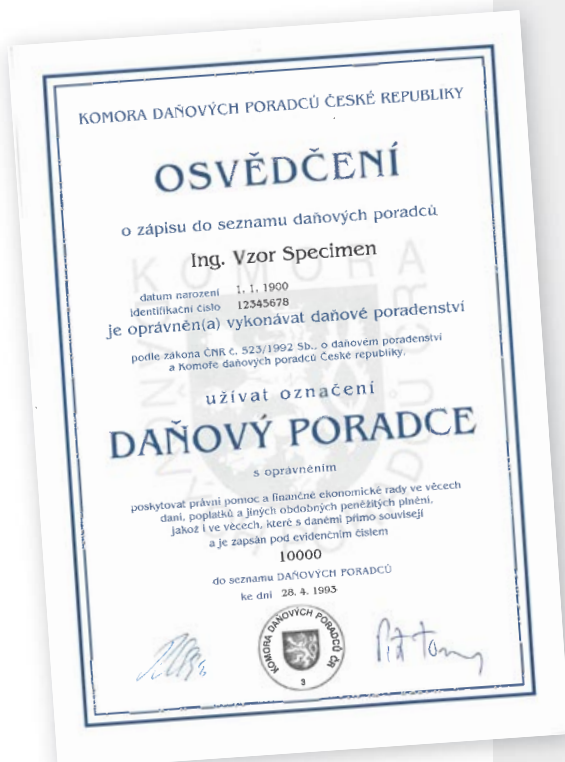 KOMORA DAŇOVÝCH PORADCŮ ČESKÉ REPUBLIKY
OSVĚDČENÍ
o zápisu do seznamu daňových poradců
Ing. Vzor Specimen
datum narození 1. 1. 1900
Identifikační číslo 12345678
je oprávněn(a) vykonávat daňové poradenství
podle zákona ČNR č. 523/1992 Sb., o daňovém poradenství
a Komoře daňových poradců České republiky,
užívat označení
DAŇOVÝ PORADCE
s oprávněním
poskytovat právní pomoc a finančně ekonomické rady ve věcech
daní, poplatků a jiných obdobných peněžitých plnění,
jakož i ve věcech, které s daněmi přímo souvisejí
a je zapsán pod evidenčním číslem
10000
do seznamu DAŇOVÝCH PORADCŮ
ke dni 28. 4. 1993
KOMORA DAŇOVÝCH PORADCŮ ČR
3